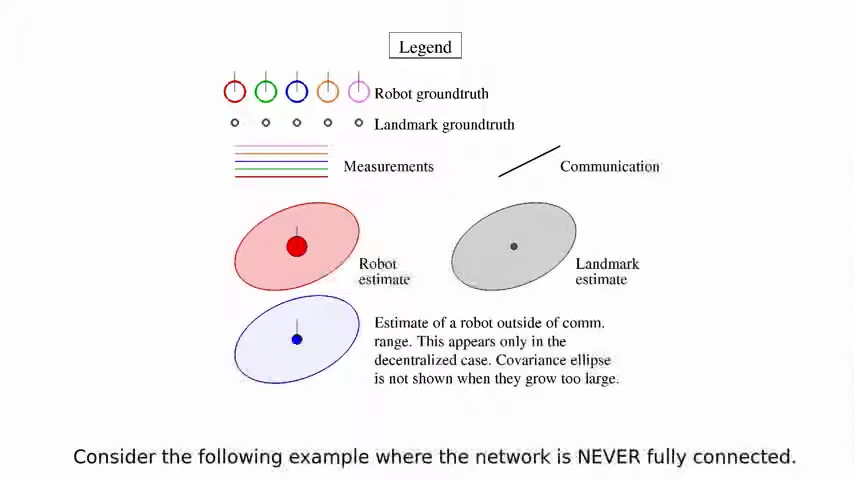 Legend
Robot groundtruth
Landmark groundtruth
Measurements
Communication
Robot
estimate
Landmark
estimate
Estimate of a robot outside of comm.
range. This appears only in the
decentralized case. Covariance ellipse
is not shown when they grow too large.
Consider the following example where the network is NEVER fully connected.